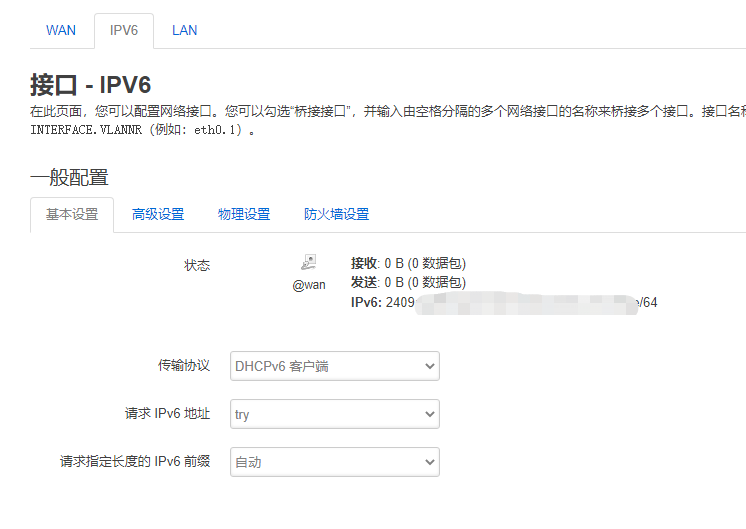 WAN IPV6 LAN
接口 - IPV6
在此页面，您可以配置网络接口。您可以勾选“桥接接口”，并输入由空格分隔的多个网络接口的名称来桥接多个接口。接口名
INTERFACE.VLANNR（例如：eth0.1）。
一般配置
基本设置 高级设置 物理设置 防火墙设置
状态
@wan
接收: 0 B (0 数据包)
发送: 0 B (0 数据包)
IPv6: 2409 /64
传输协议 DHCPv6 客户端
请求 IPv6 地址 try
请求指定长度的 IPv6 前缀 自动